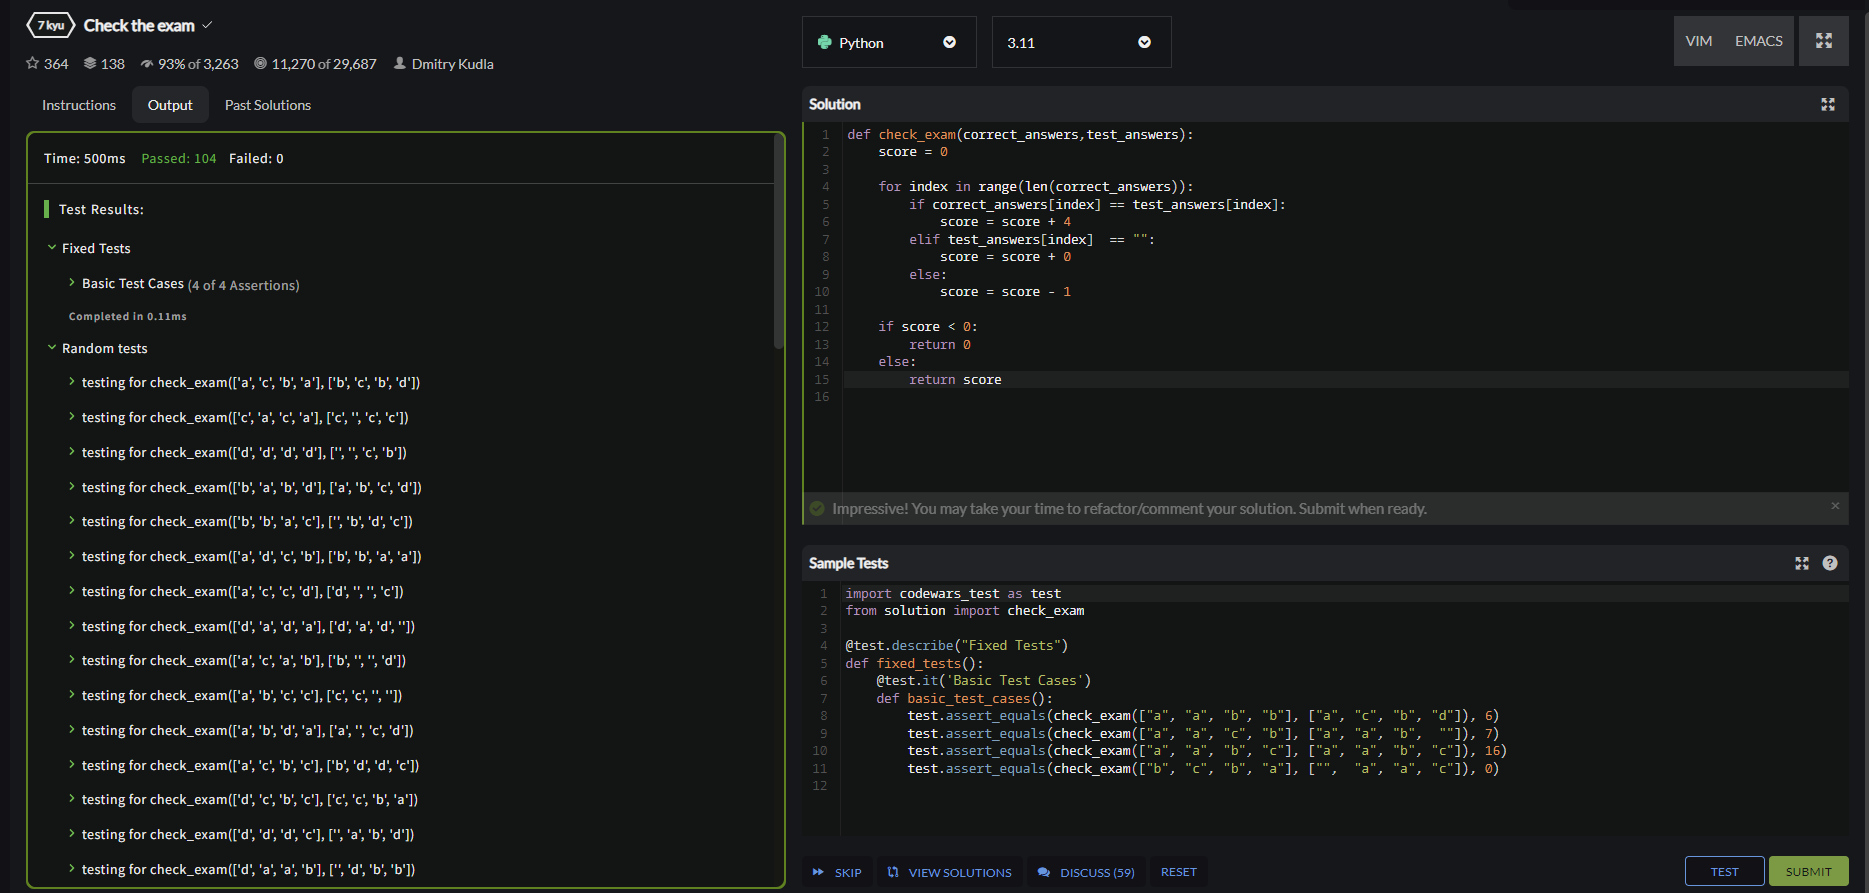 7 kyu Check the exam
364 138 93% of 3,263 11,270 of 29,687 Dmitry Kudla
Instructions Output Past Solutions
Time: 500ms Passed: 104 Failed: 0
Test Results:
Fixed Tests
Basic Test Cases (4 of 4 Assertions)
Completed in 0.11ms
Random tests
testing for check_exam(['a', 'c', 'b', 'a'], ['b', 'c', 'b', 'd'])
testing for check_exam(['c', 'a', 'c', 'a'], ['c', '', 'c', 'c'])
testing for check_exam(['d', 'd', 'd', 'd'], ['', '', 'c', 'b'])
testing for check_exam(['b', 'a', 'b', 'd'], ['a', 'b', 'c', 'd'])
testing for check_exam(['b', 'b', 'a', 'c'], ['', 'b', 'd', 'c'])
testing for check_exam(['a', 'd', 'c', 'b'], ['b', 'b', 'a', 'a'])
testing for check_exam(['a', 'c', 'c', 'd'], ['d', '', '', 'c'])
testing for check_exam(['d', 'a', 'd', 'a'], ['d', 'a', 'd', ''])
testing for check_exam(['a', 'c', 'a', 'b'], ['b', '', '', 'd'])
testing for check_exam(['a', 'b', 'c', 'c'], ['c', 'c', '', ''])
testing for check_exam(['a', 'b', 'd', 'a'], ['a', '', 'c', 'd'])
testing for check_exam(['a', 'c', 'b', 'c'], ['b', 'd', 'd', 'c'])
testing for check_exam(['d', 'c', 'b', 'c'], ['c', 'c', 'b', 'a'])
testing for check_exam(['d', 'd', 'd', 'c'], ['', 'a', 'b', 'd'])
testing for check_exam(['d', 'a', 'a', 'b'], ['', 'd', 'b', 'b'])
Python 3.11 VIM EMACS
Solution
1 def check_exam(correct_answers,test_answers):
2     score = 0
3
4     for index in range(len(correct_answers)):
5         if correct_answers[index] == test_answers[index]:
6             score = score + 4
7         elif test_answers[index]  == "":
8             score = score + 0
9         else:
10             score = score - 1
11
12     if score < 0:
13         return 0
14     else:
15         return score
16
Impressive! You may take your time to refactor/comment your solution. Submit when ready.
Sample Tests
1 import codewars_test as test
2 from solution import check_exam
3
4 @test.describe("Fixed Tests")
5 def fixed_tests():
6     @test.it('Basic Test Cases')
7     def basic_test_cases():
8         test.assert_equals(check_exam(["a", "a", "b", "b"], ["a", "c", "b", "d"]), 6)
9         test.assert_equals(check_exam(["a", "a", "c", "b"], ["a", "a", "b",  ""]), 7)
10         test.assert_equals(check_exam(["a", "a", "b", "c"], ["a", "a", "b", "c"]), 16)
11         test.assert_equals(check_exam(["b", "c", "b", "a"], ["",  "a", "a", "c"]), 0)
12
SKIP VIEW SOLUTIONS DISCUSS (59) RESET TEST SUBMIT